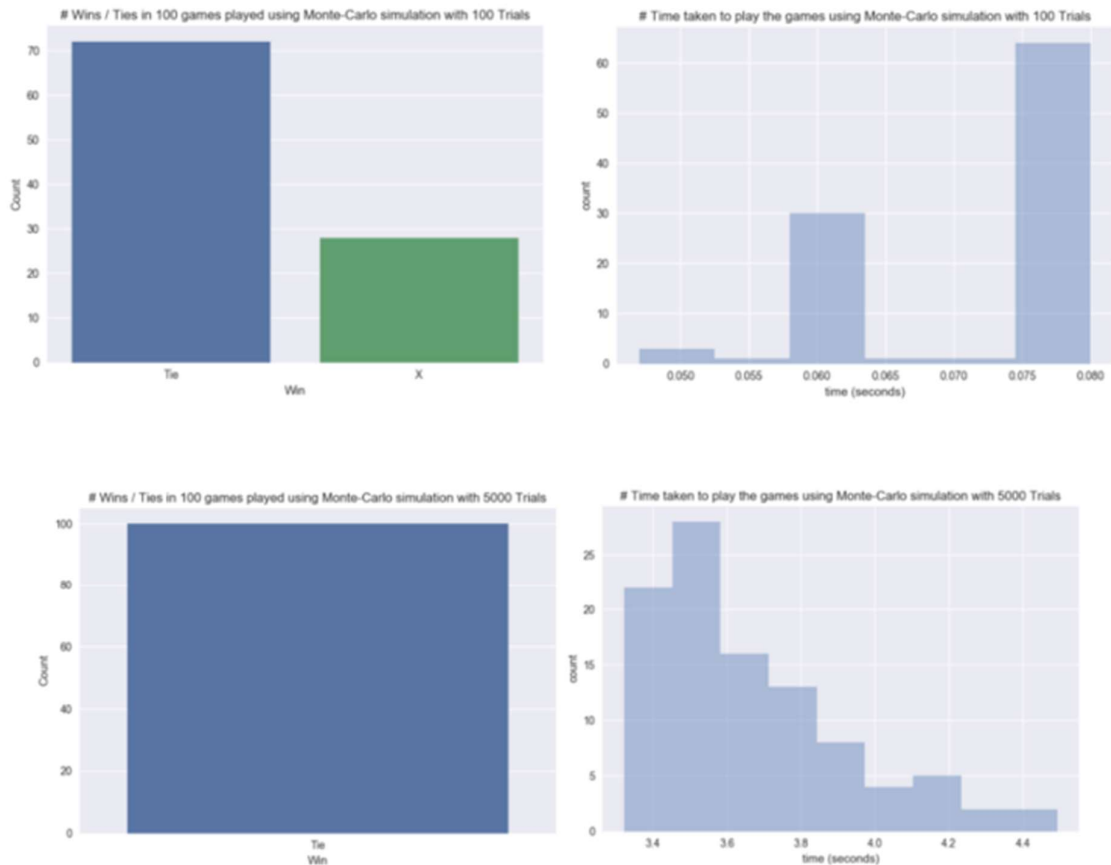 # Wins / Ties in 100 games played using Monte-Carlo simulation with 100 Trials
70
60
50
40
30
20
10
0
Count
Tie X
Win
# Time taken to play the games using Monte-Carlo simulation with 100 Trials
60
50
40
30
20
10
0
count
0.050 0.055 0.060 0.065 0.070 0.075 0.080
time (seconds)
# Wins / Ties in 100 games played using Monte-Carlo simulation with 5000 Trials
100
80
60
40
20
0
Count
Tie
Win
# Time taken to play the games using Monte-Carlo simulation with 5000 Trials
25
20
15
10
5
0
count
3.4 3.6 3.8 4.0 4.2 4.4
time (seconds)